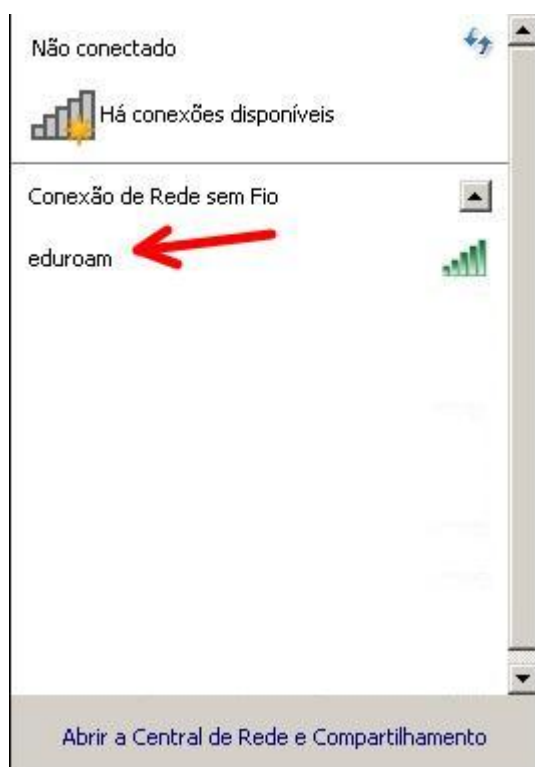 Não conectado
Há conexões disponíveis
Conexão de Rede sem Fio
eduroam
Abrir a Central de Rede e Compartilhamento